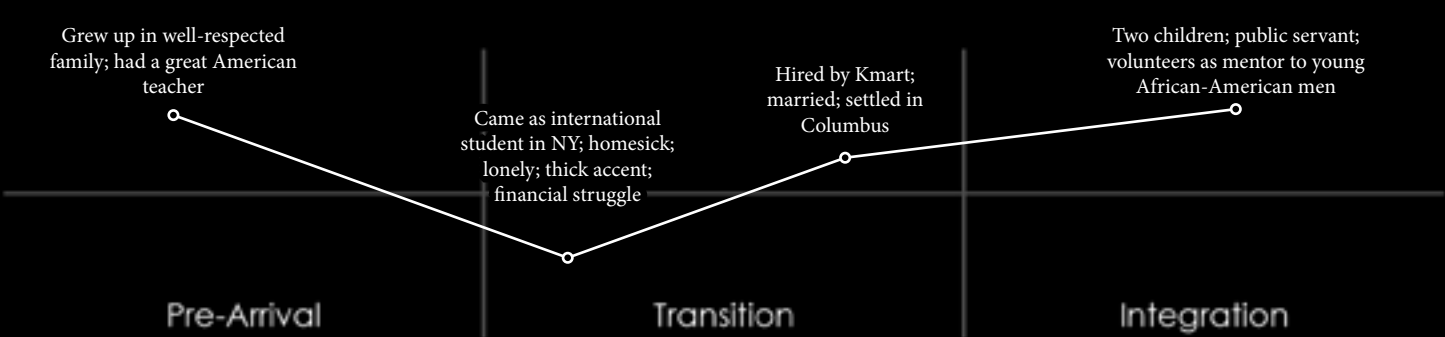 Grew up in well-respected
family; had a great American
teacher
Came as international
student in NY; homesick;
lonely; thick accent;
financial struggle
Hired by Kmart;
married; settled in
Columbus
Two children; public servant;
volunteers as mentor to young
African-American men
Pre-Arrival
Transition
Integration